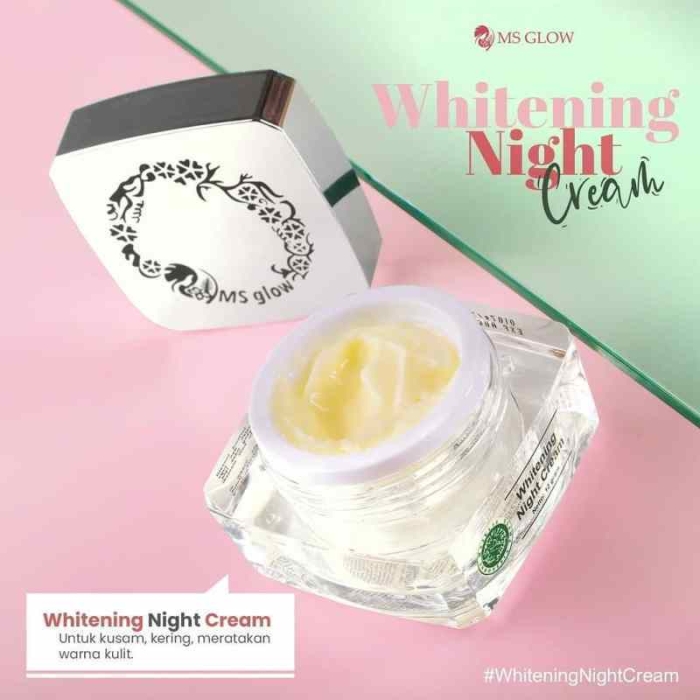 MS GLOW
Whitening
Night
Cream
MS glow
Whitening
Night Cream
Whitening Night Cream
Untuk kusam, kering, meratakan
warna kulit.
#WhiteningNightCream